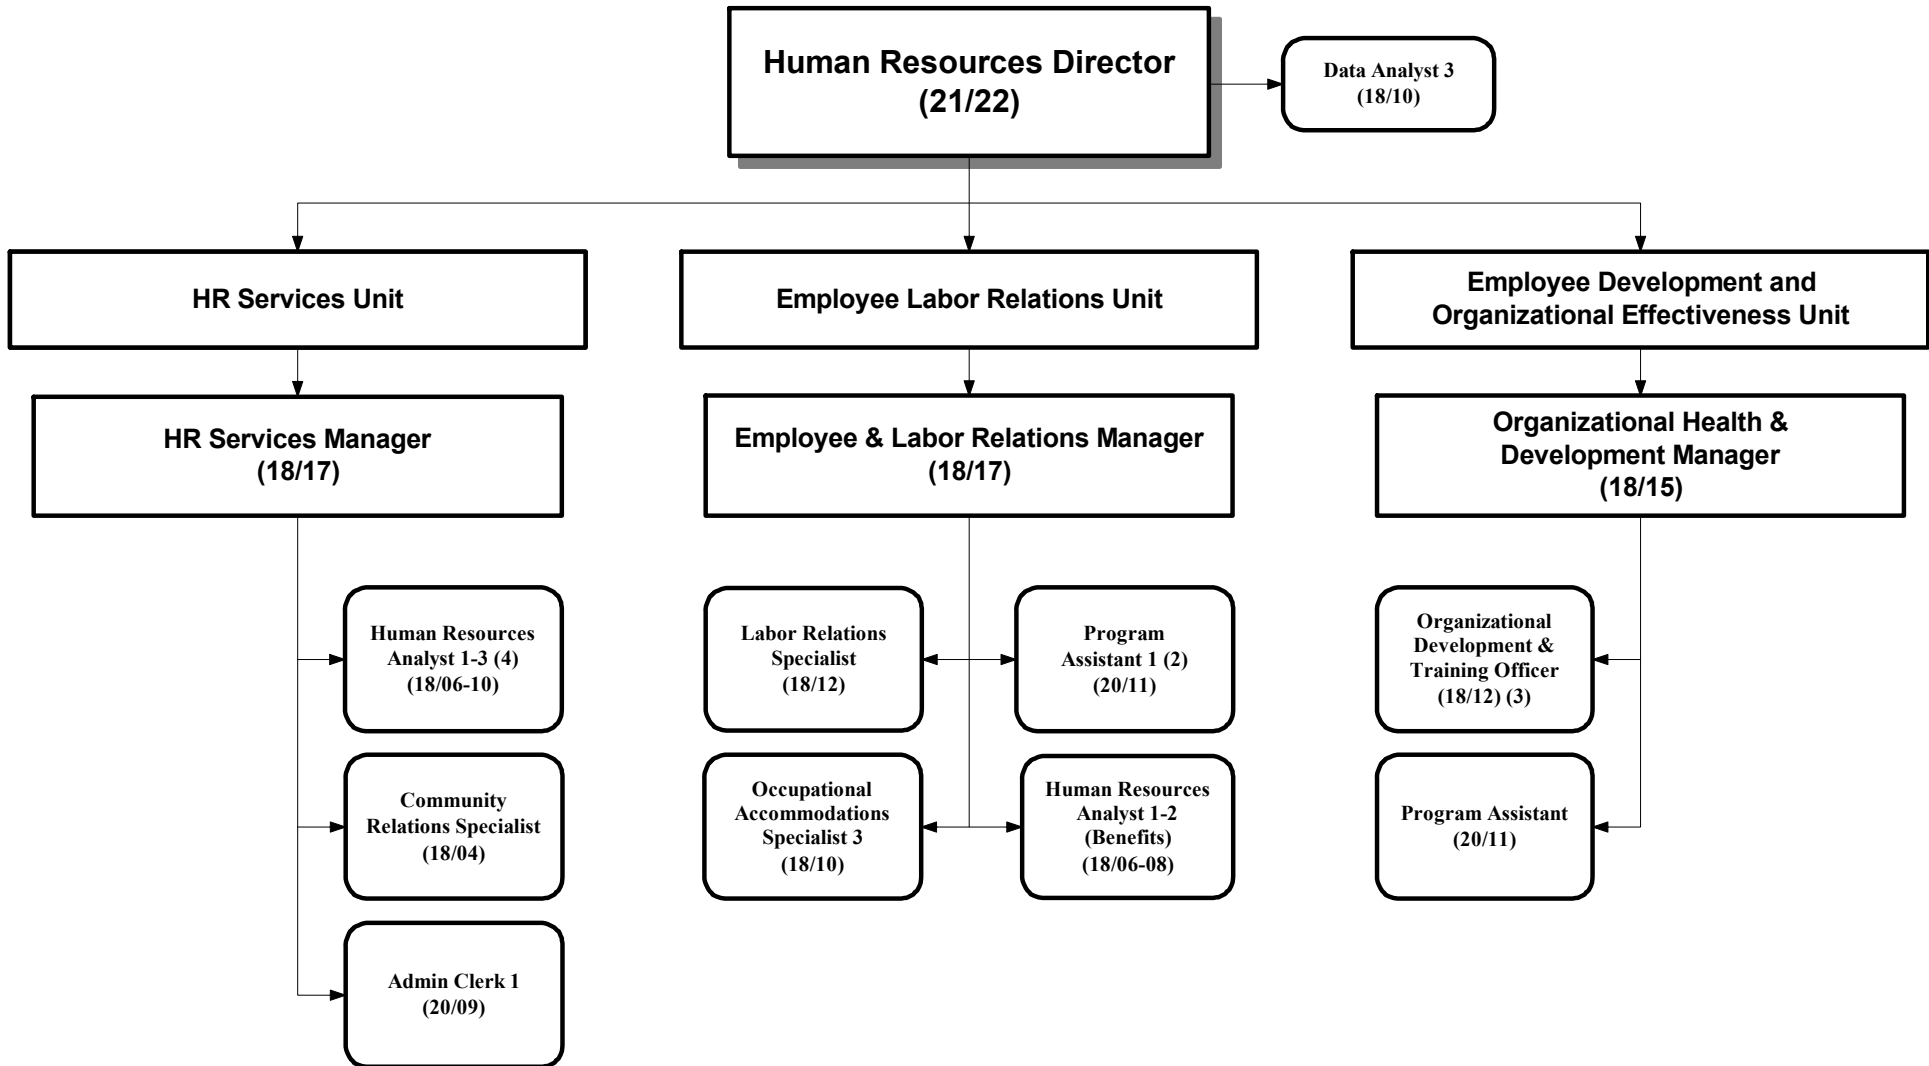 Human Resources Director
(21/22)
Data Analyst 3
(18/10)
HR Services Unit
Employee Labor Relations Unit
Employee Development and
Organizational Effectiveness Unit
HR Services Manager
(18/17)
Employee & Labor Relations Manager
(18/17)
Organizational Health &
Development Manager
(18/15)
Human Resources
Analyst 1-3 (4)
(18/06-10)
Labor Relations
Specialist
(18/12)
Program
Assistant 1 (2)
(20/11)
Organizational
Development &
Training Officer
(18/12) (3)
Community
Relations Specialist
(18/04)
Occupational
Accommodations
Specialist 3
(18/10)
Human Resources
Analyst 1-2
(Benefits)
(18/06-08)
Program Assistant
(20/11)
Admin Clerk 1
(20/09)